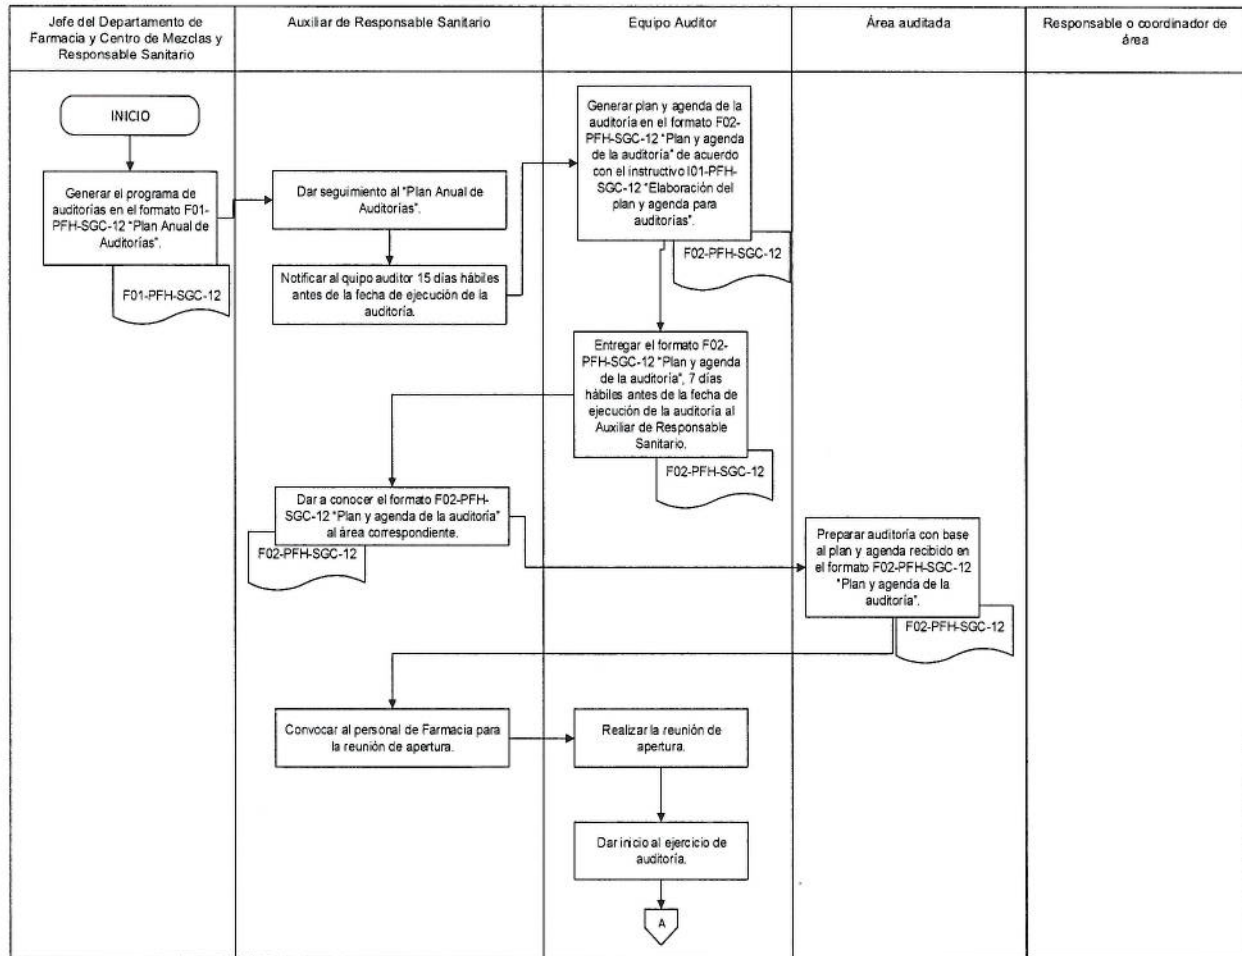 Jefe del Departamento de
Farmacia y Centro de Mezclas y
Responsable Sanitario
Auxiliar de Responsable Sanitario
Equipo Auditor
Área auditada
Responsable o coordinador de
área
INICIO
Generar el programa de
auditorías en el formato F01-
PFH-SGC-12 "Plan Anual de
Auditorías".
F01-PFH-SGC-12
Dar seguimiento al "Plan Anual de
Auditorías".
Notificar al quipo auditor 15 días hábiles
antes de la fecha de ejecución de la
auditoría.
Generar plan y agenda de la
auditoría en el formato F02-
PFH-SGC-12 "Plan y agenda
de la auditoría" de acuerdo
con el instructivo I01-PFH-
SGC-12 "Elaboración del
plan y agenda para
auditorías".
F02-PFH-SGC-12
Entregar el formato F02-
PFH-SGC-12 "Plan y agenda
de la auditoría", 7 días
hábiles antes de la fecha de
ejecución de la auditoría al
Auxiliar de Responsable
Sanitario.
F02-PFH-SGC-12
Dar a conocer el formato F02-PFH-
SGC-12 "Plan y agenda de la auditoría"
al área correspondiente.
F02-PFH-SGC-12
Preparar auditoría con base
al plan y agenda recibido en
el formato F02-PFH-SGC-12
"Plan y agenda de la
auditoría".
F02-PFH-SGC-12
Convocar al personal de Farmacia para
la reunión de apertura.
Realizar la reunión de
apertura.
Dar inicio al ejercicio de
auditoría.
A